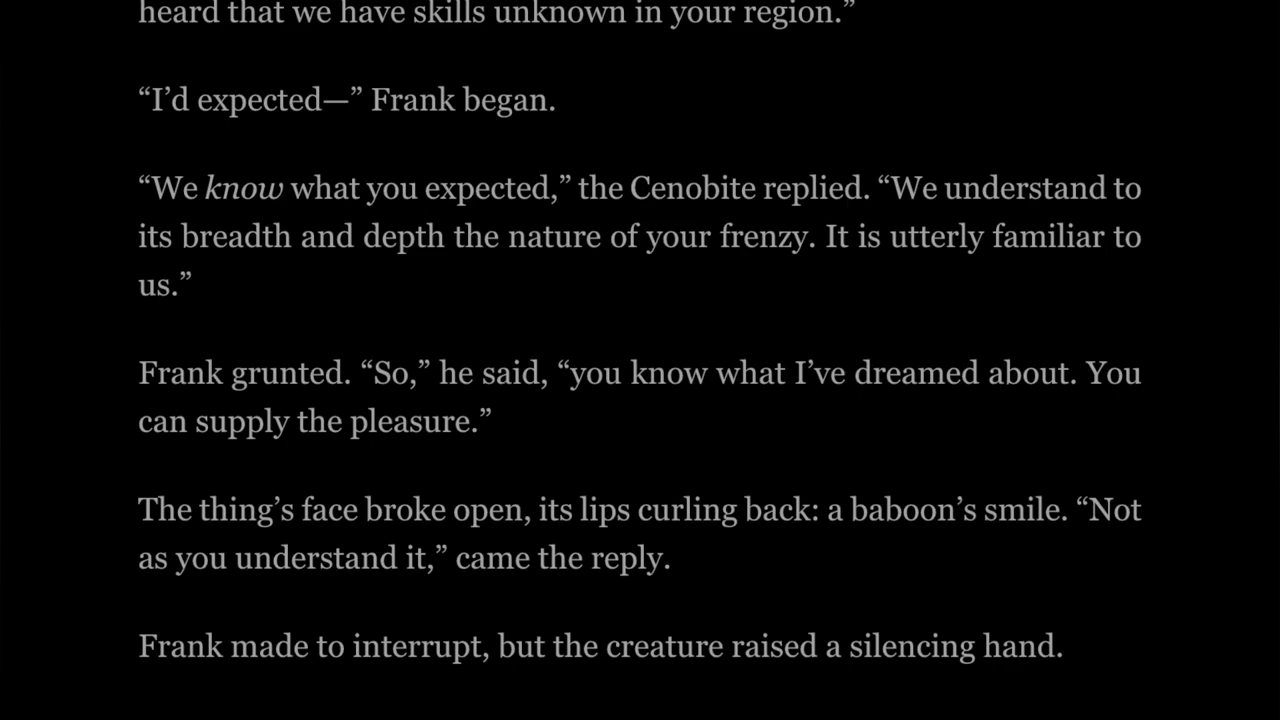 heard that we have skills unknown in your region.”
“I’d expected—” Frank began.
“We know what you expected,” the Cenobite replied. “We understand to
its breadth and depth the nature of your frenzy. It is utterly familiar to
us.”
Frank grunted. “So,” he said, “you know what I’ve dreamed about. You
can supply the pleasure.”
The thing’s face broke open, its lips curling back: a baboon’s smile. “Not
as you understand it,” came the reply.
Frank made to interrupt, but the creature raised a silencing hand.